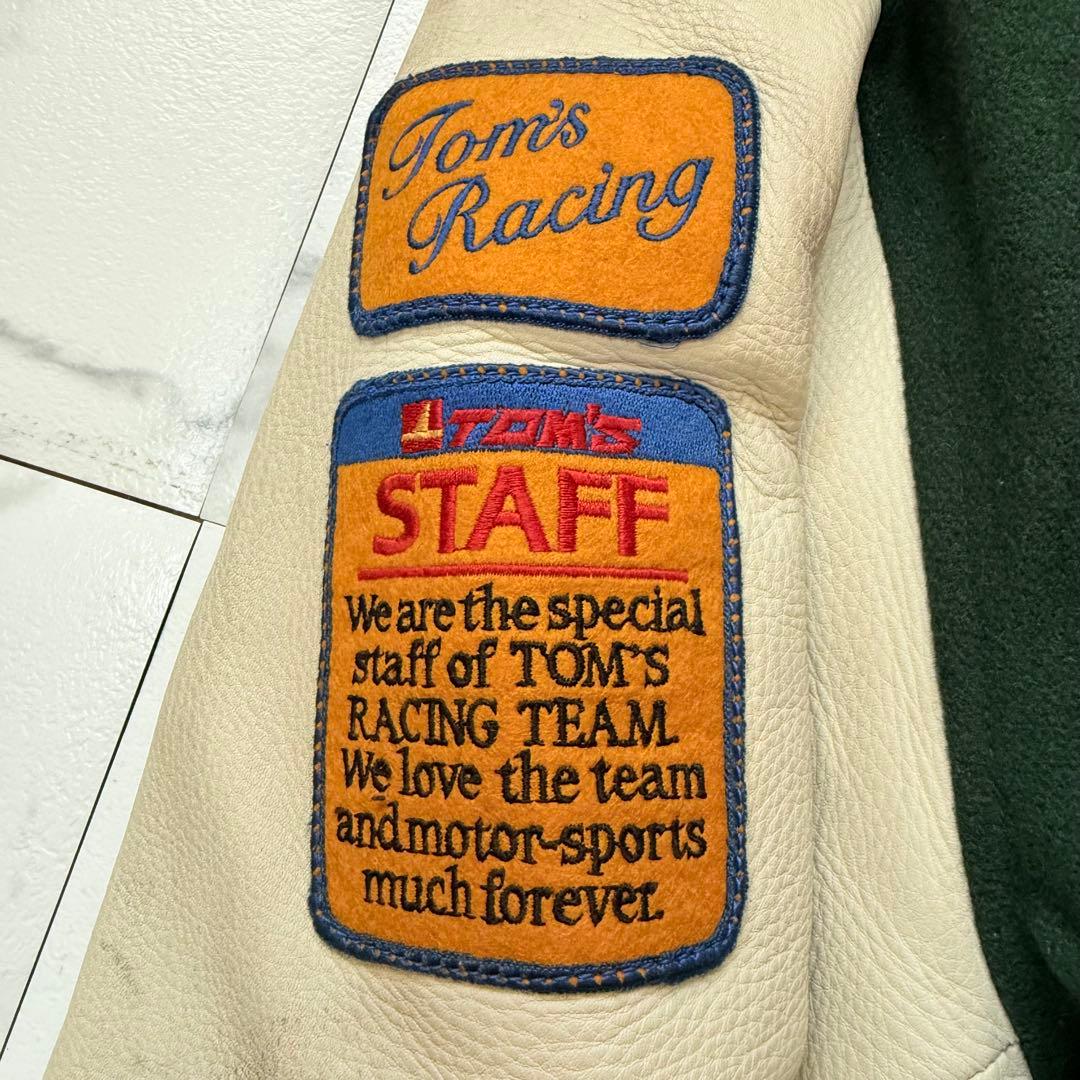 Tom's
Racing
TOM'S
STAFF
We are the special
staff of TOM'S
RACING TEAM.
We love the team
and motor-sports
much forever.